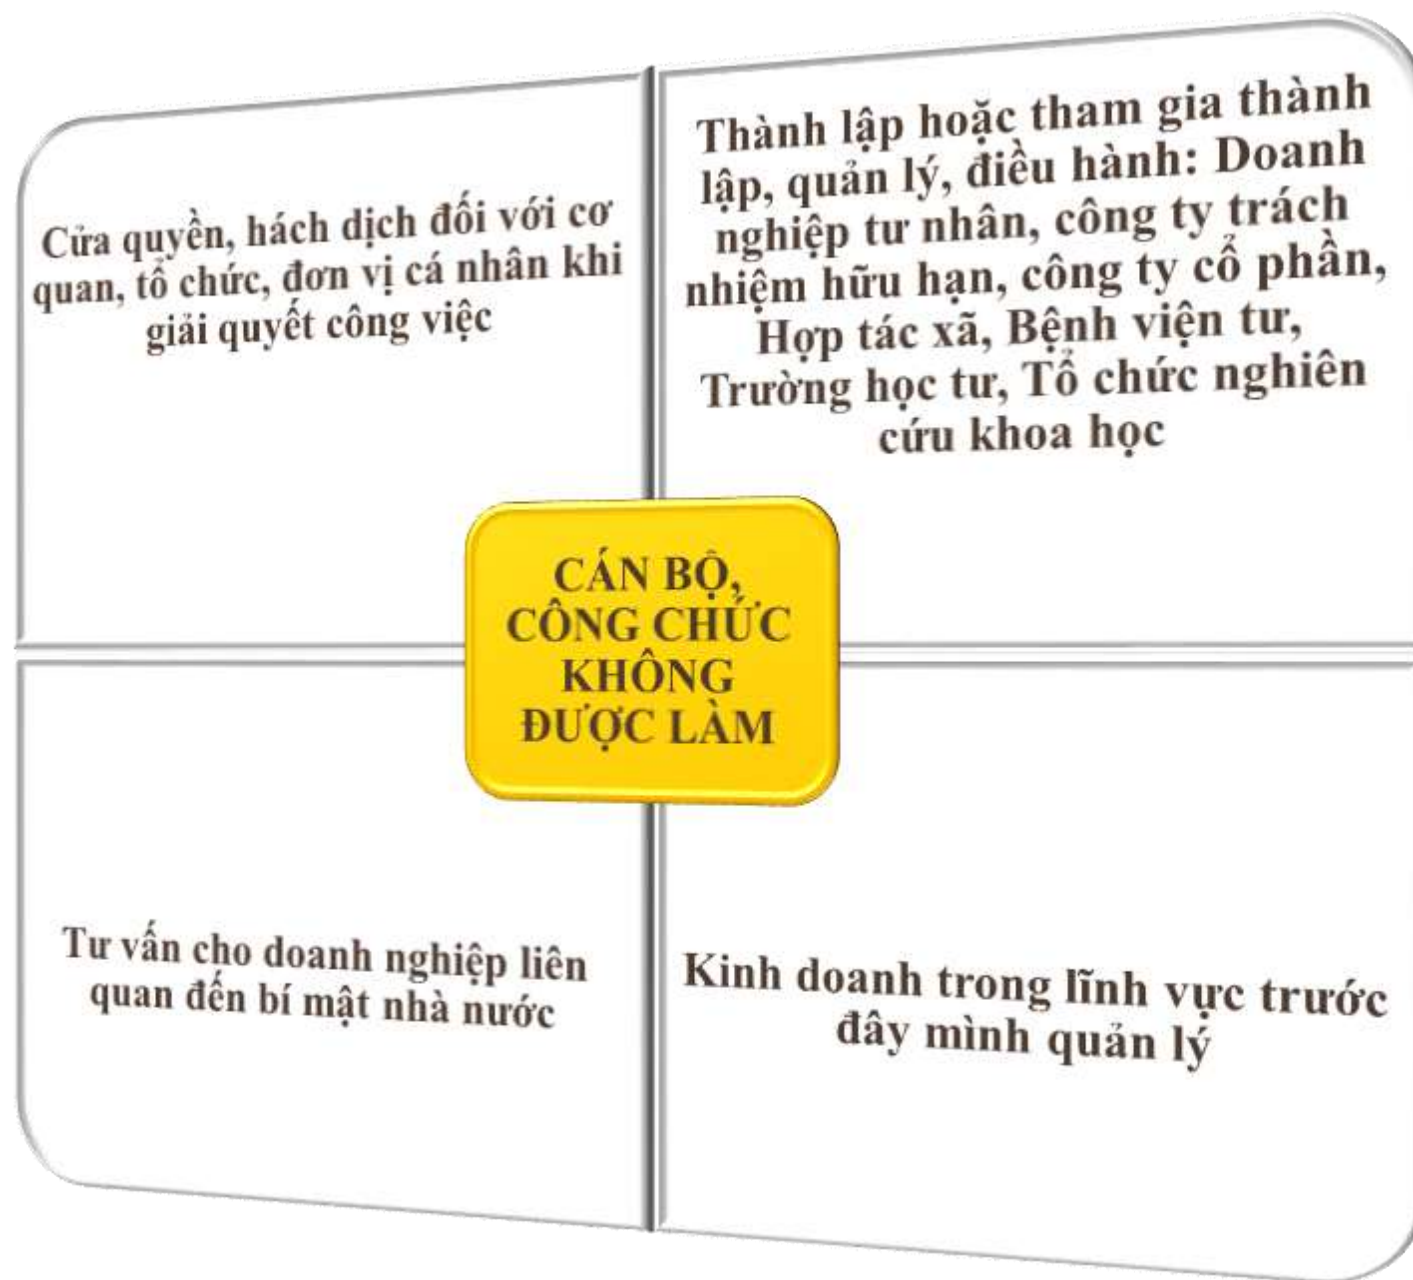 Cửa quyền, hách dịch đối với cơ
quan, tổ chức, đơn vị cá nhân khi
giải quyết công việc
Thành lập hoặc tham gia thành
lập, quản lý, điều hành: Doanh
nghiệp tư nhân, công ty trách
nhiệm hữu hạn, công ty cổ phần,
Hợp tác xã, Bệnh viện tư,
Trường học tư, Tổ chức nghiên
cứu khoa học
CÁN BỘ,
CÔNG CHỨC
KHÔNG
ĐƯỢC LÀM
Tư vấn cho doanh nghiệp liên
quan đến bí mật nhà nước
Kinh doanh trong lĩnh vực trước
đây mình quản lý